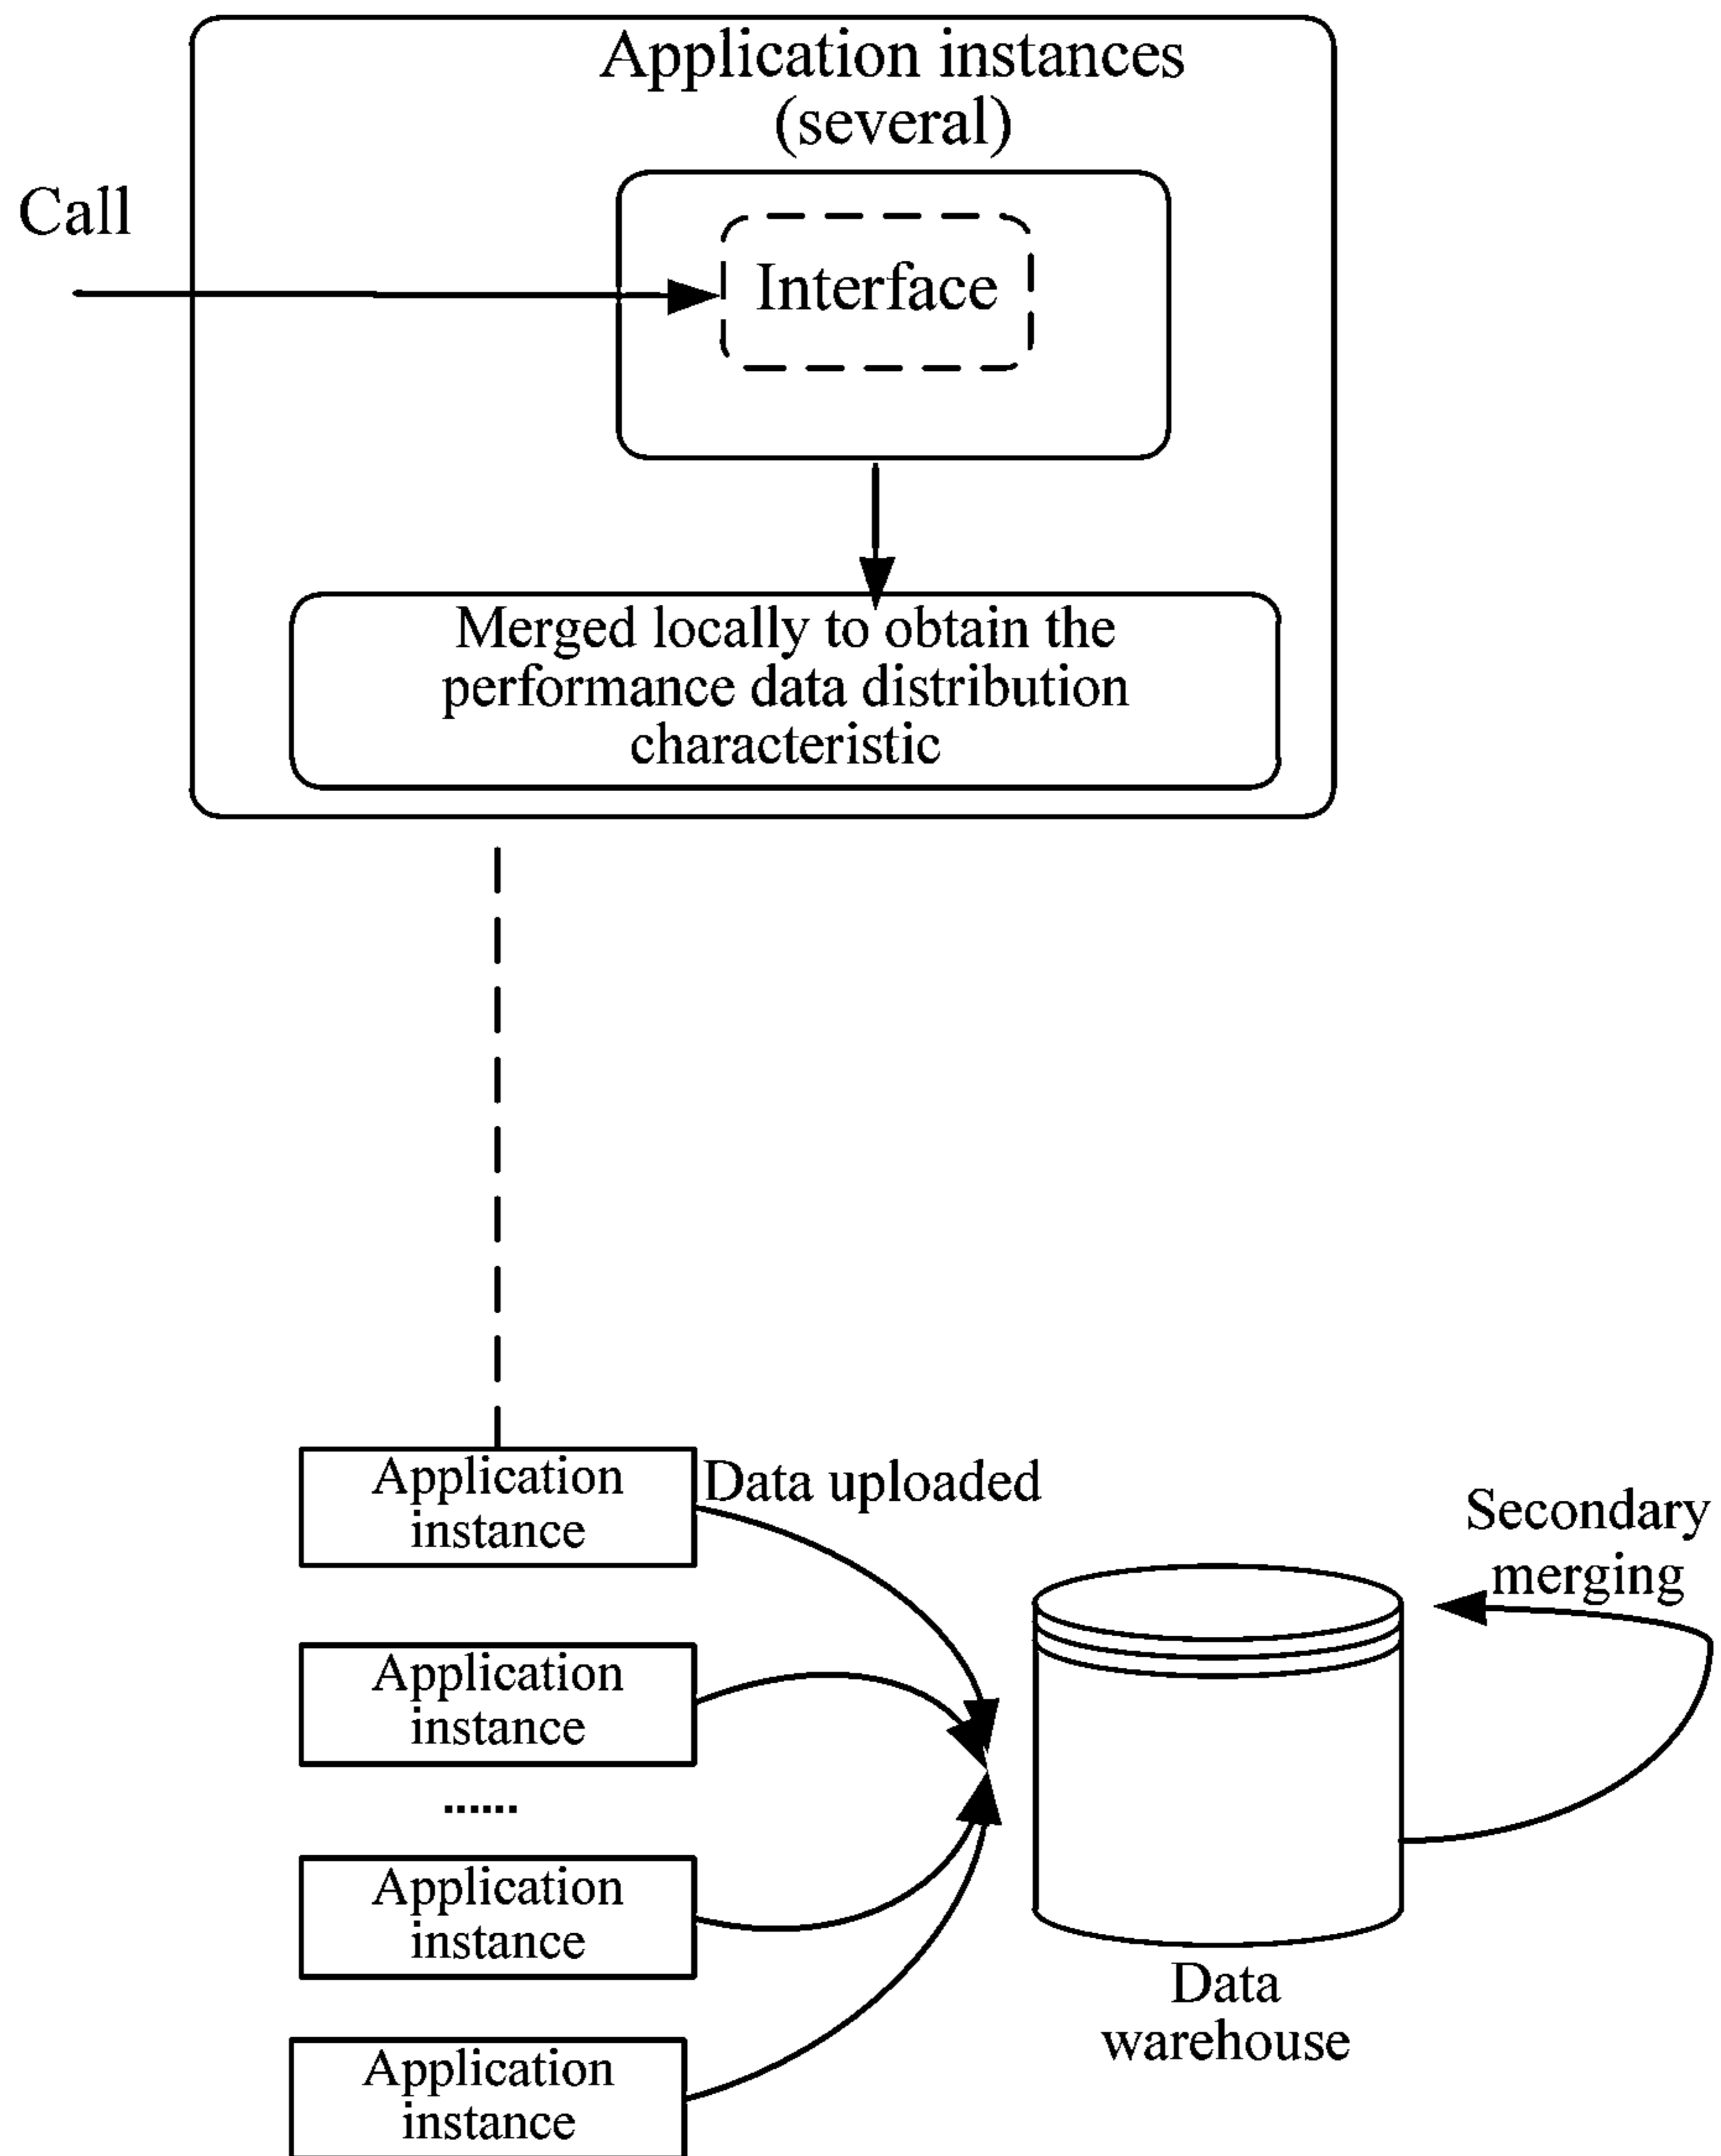 Application instances
(several)
Call
Interface
Merged locally to obtain the
performance data distribution
characteristic
Application
instance
Data uploaded
Secondary
merging
Application
instance
.......
Application
instance
Data
warehouse
Application
instance